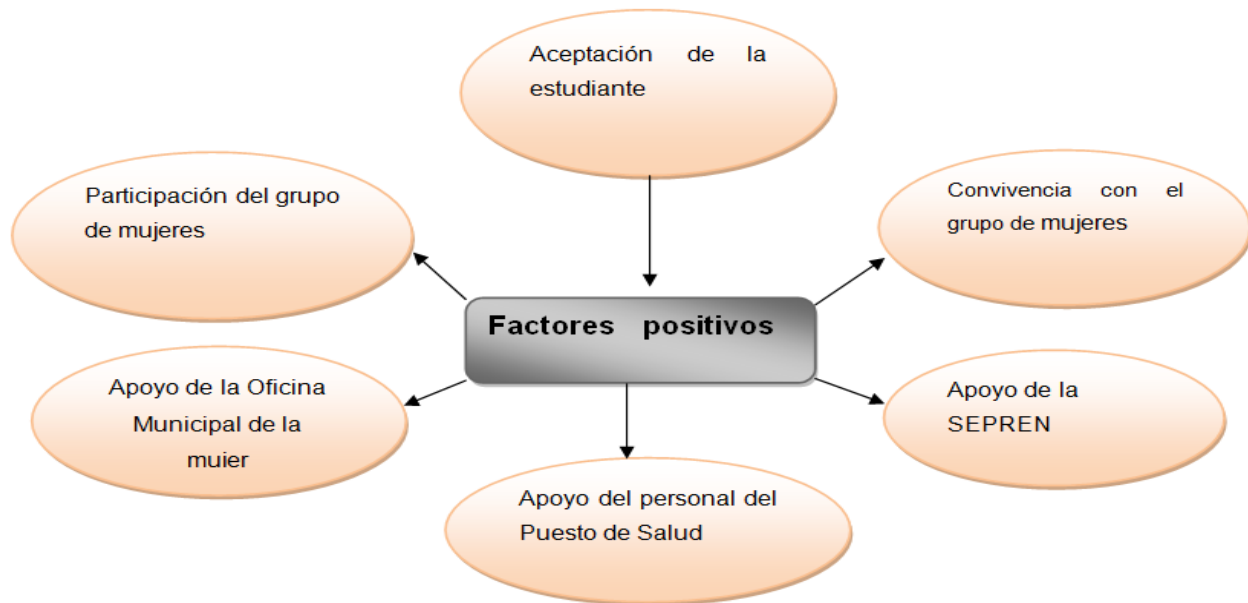 Aceptación de la
estudiante
Participación del grupo
de mujeres
Convivencia con el
grupo de mujeres
Factores positivos
Apoyo de la Oficina
Municipal de la
muier
Apoyo de la
SEPREN
Apoyo del personal del
Puesto de Salud